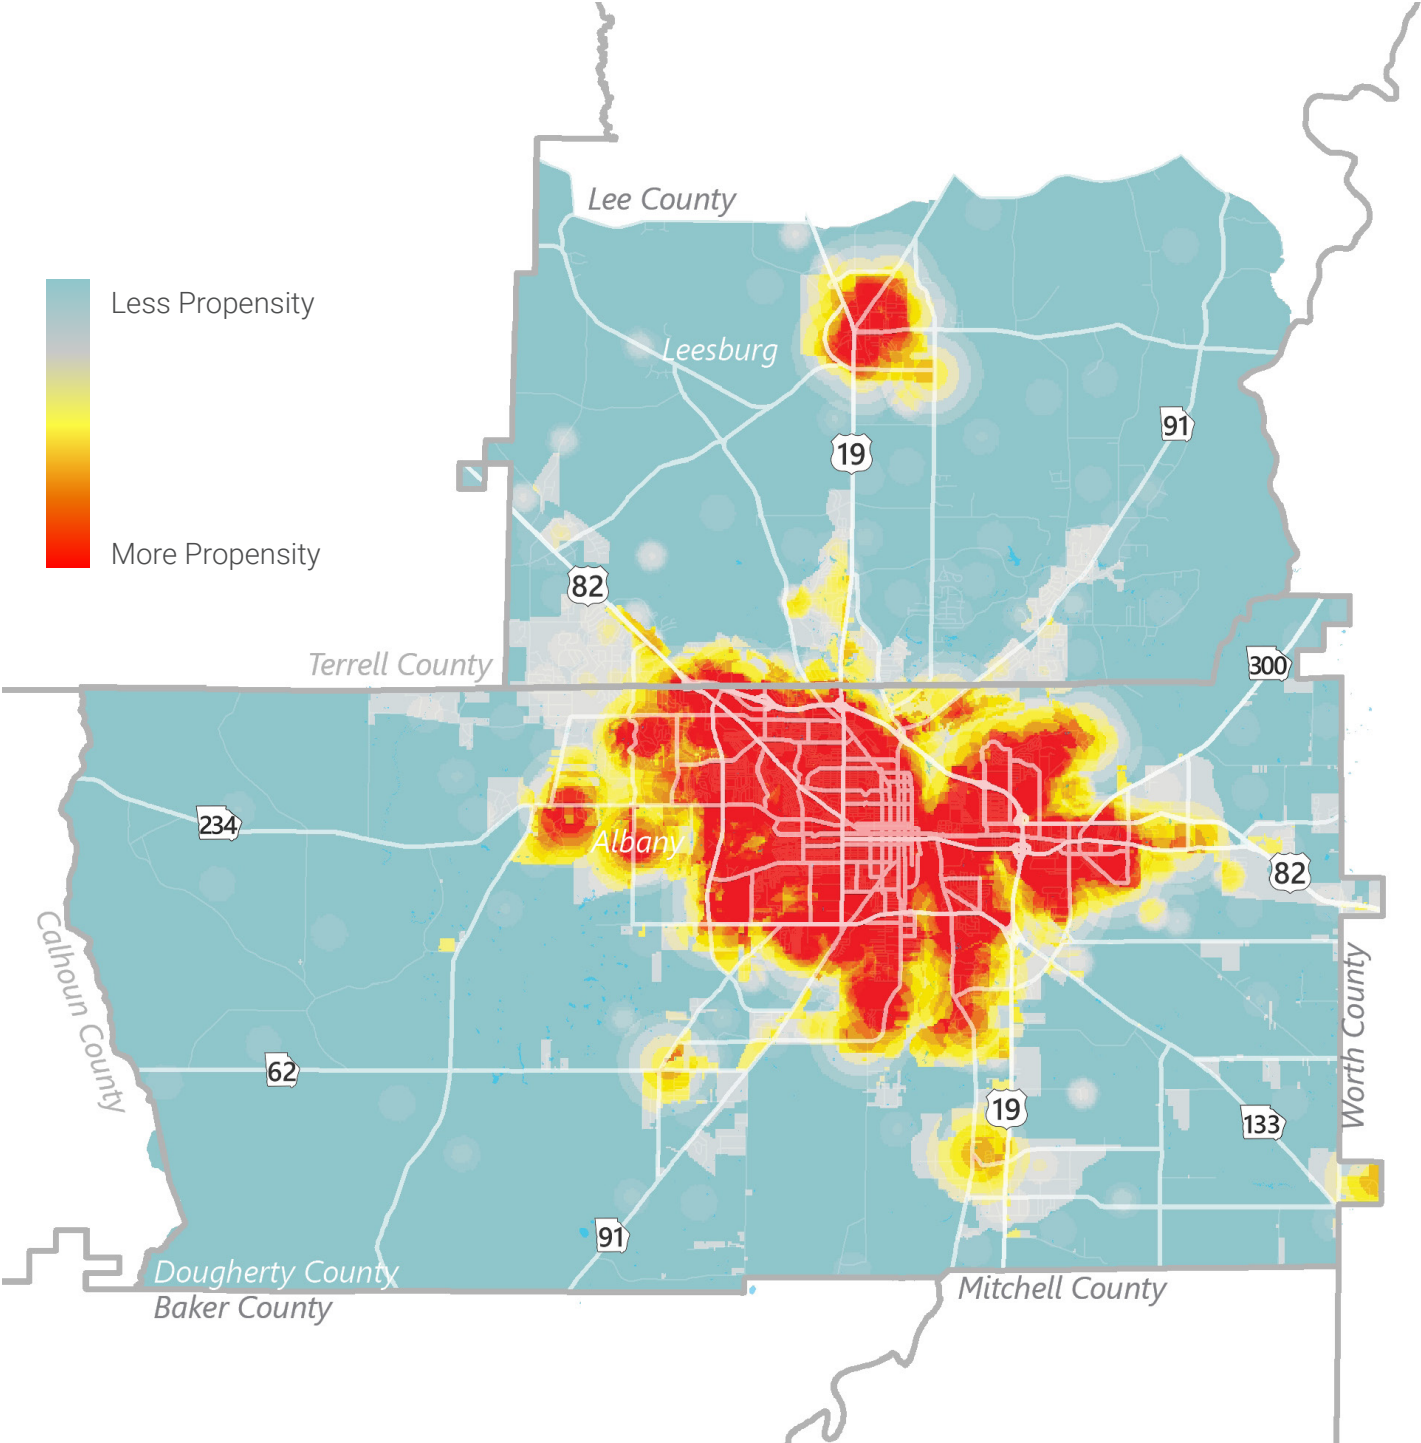 Lee County
Less Propensity
Leesburg
91
19
More Propensity
82
Terrell County
300
234
Albany
82
Calhoun County
Worth County
62
19
133
91
Dougherty County
Baker County
Mitchell County